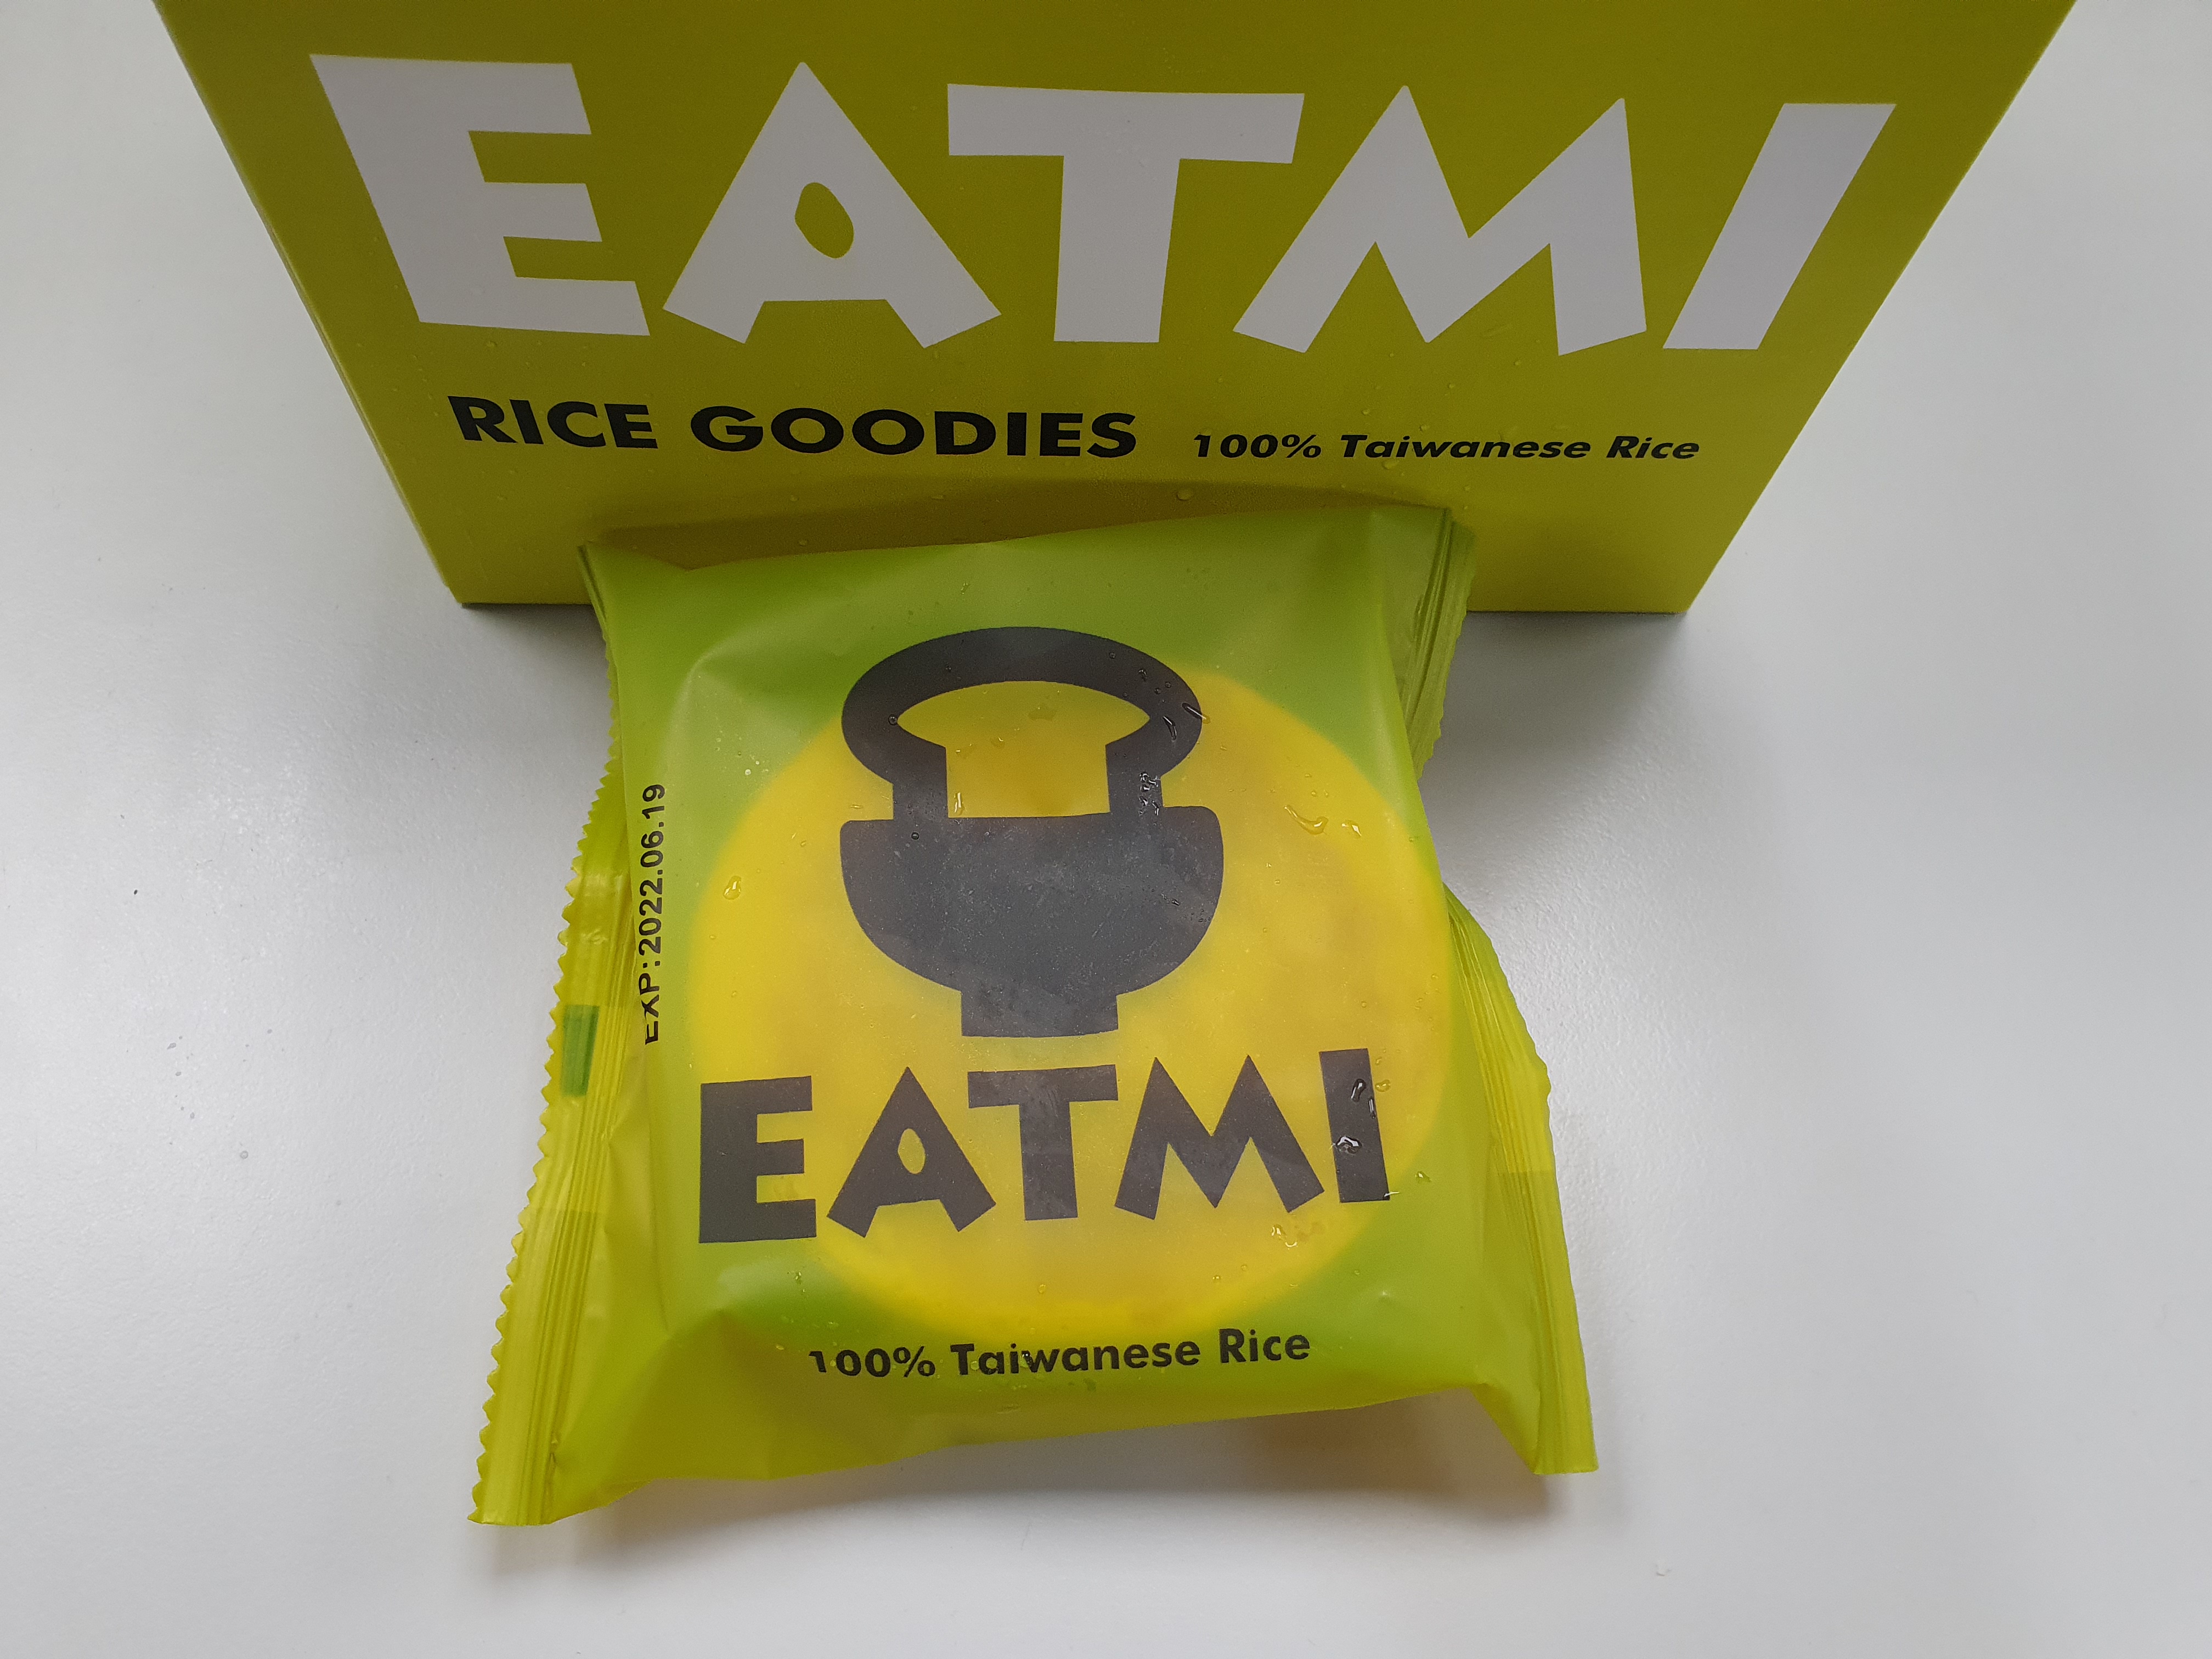 EATMI
RICE GOODIES 100% Taiwanese Rice
EXP:2022.06.19
EATMI
100% Taiwanese Rice